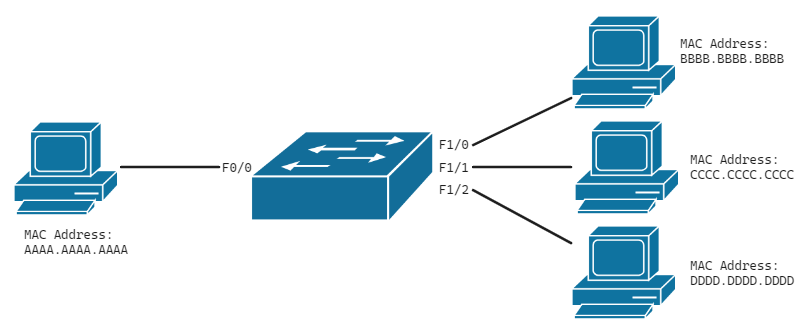 MAC Address:
BBBB.BBBB.BBBB
F1/0
F0/0
F1/1
MAC Address:
CCCC.CCCC.CCCC
F1/2
MAC Address:
AAAA.AAAA.AAAA
MAC Address:
DDDD.DDDD.DDDD